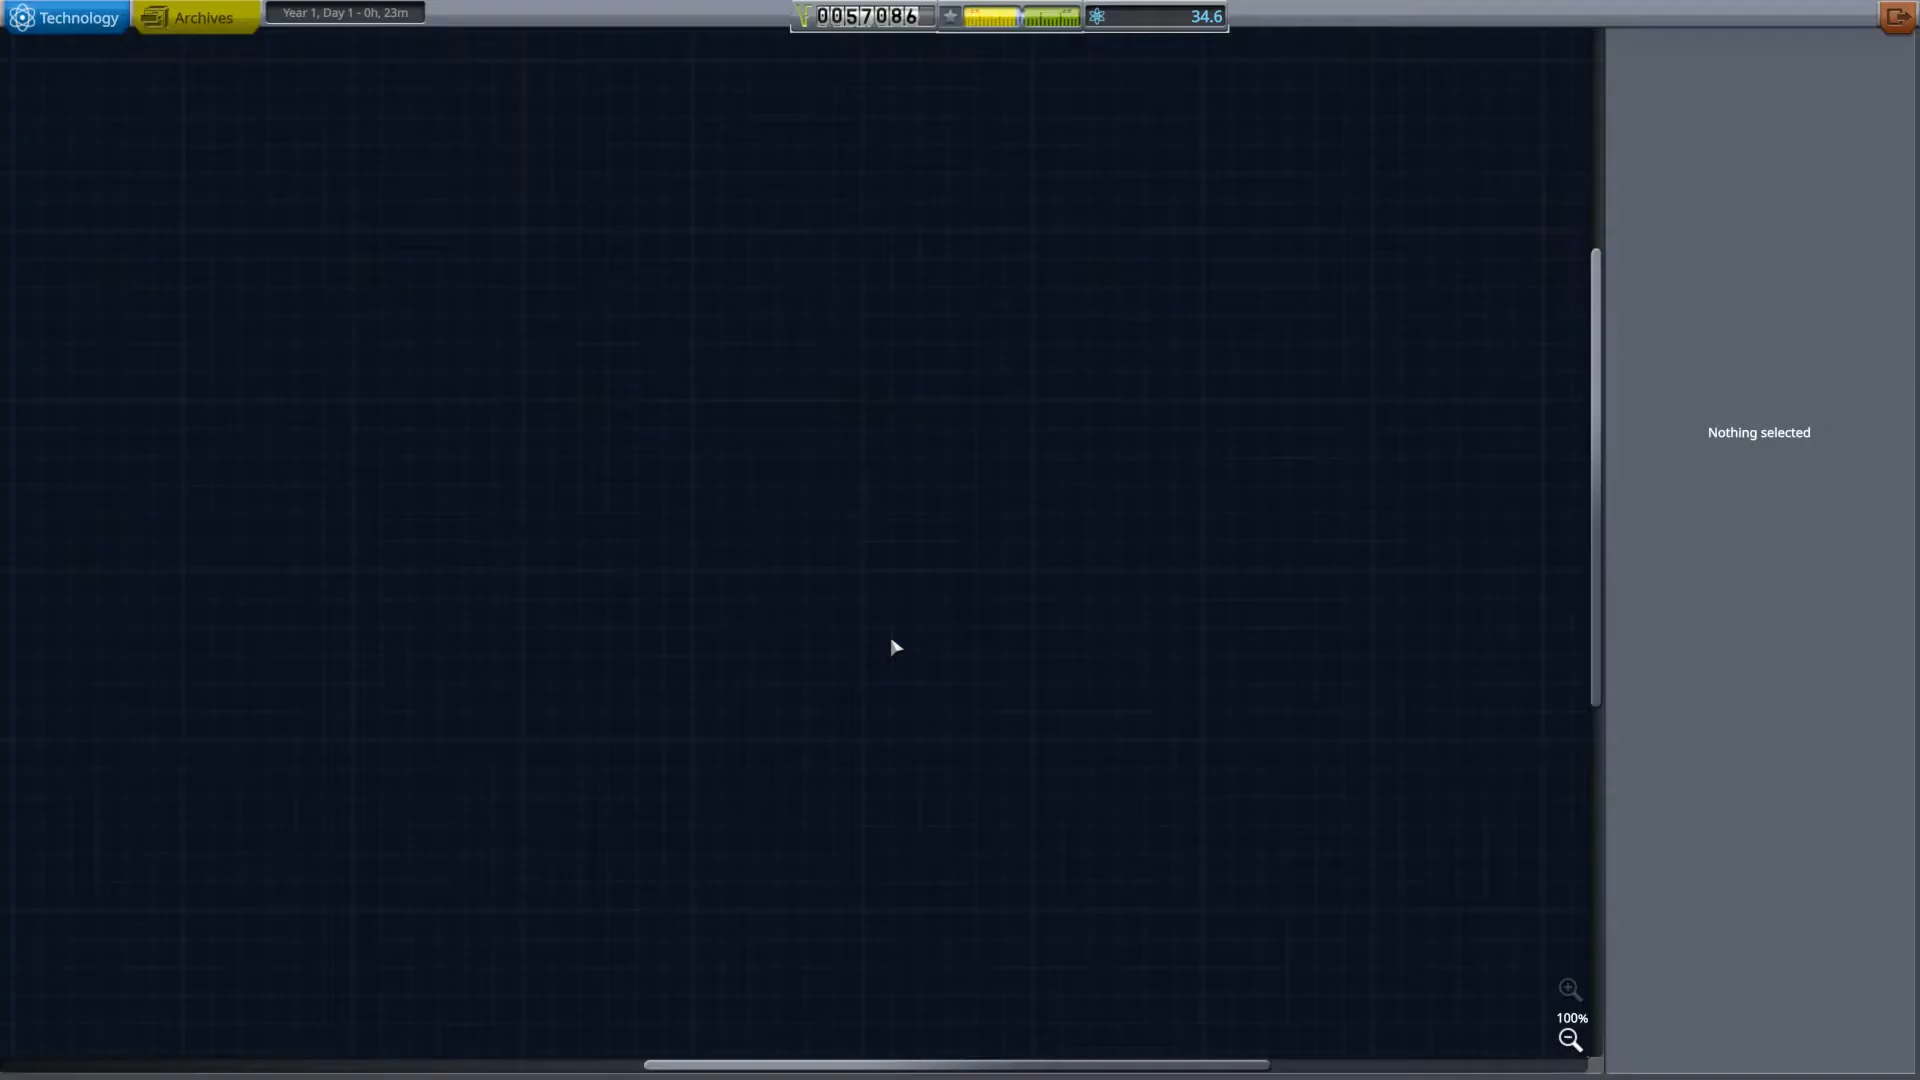 Technology
Archives
Year 1, Day 1 - 0h, 23m
0057086
34.6
Nothing selected
100%